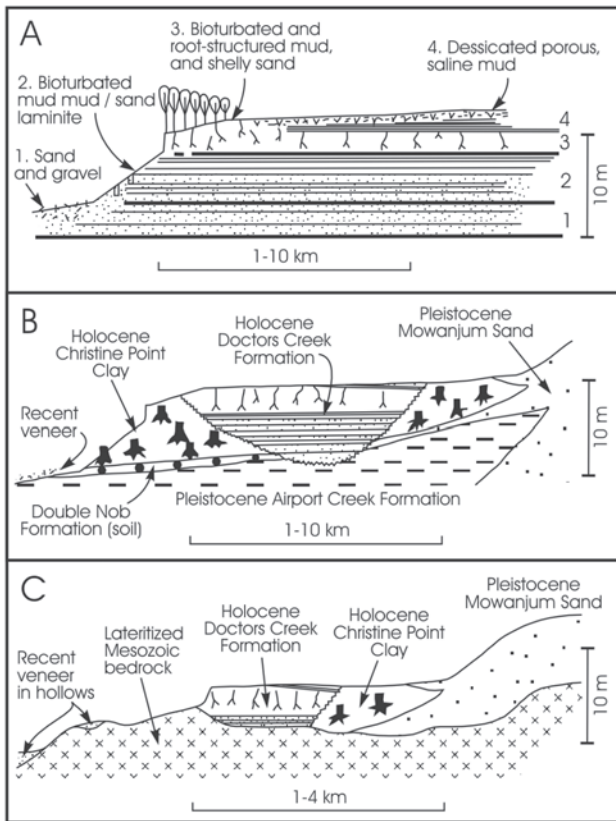 A
3. Bioturbated and
root-structured mud,
and shelly sand
4. Dessicated porous,
saline mud
2. Bioturbated
mud mud / sand
laminite
1. Sand
and gravel
4
3
2
1
10 m
1-10 km
B
Holocene
Christine Point
Clay
Holocene
Doctors Creek
Formation
Pleistocene
Mowanjum Sand
Recent
veneer
10 m
Double Nob
Formation (soil)
Pleistocene Airport Creek Formation
1-10 km
C
Pleistocene
Mowanjum Sand
Lateritized
Mesozoic
bedrock
Holocene
Doctors Creek
Formation
Holocene
Christine Point
Clay
Recent
veneer
in hollows
10 m
1-4 km